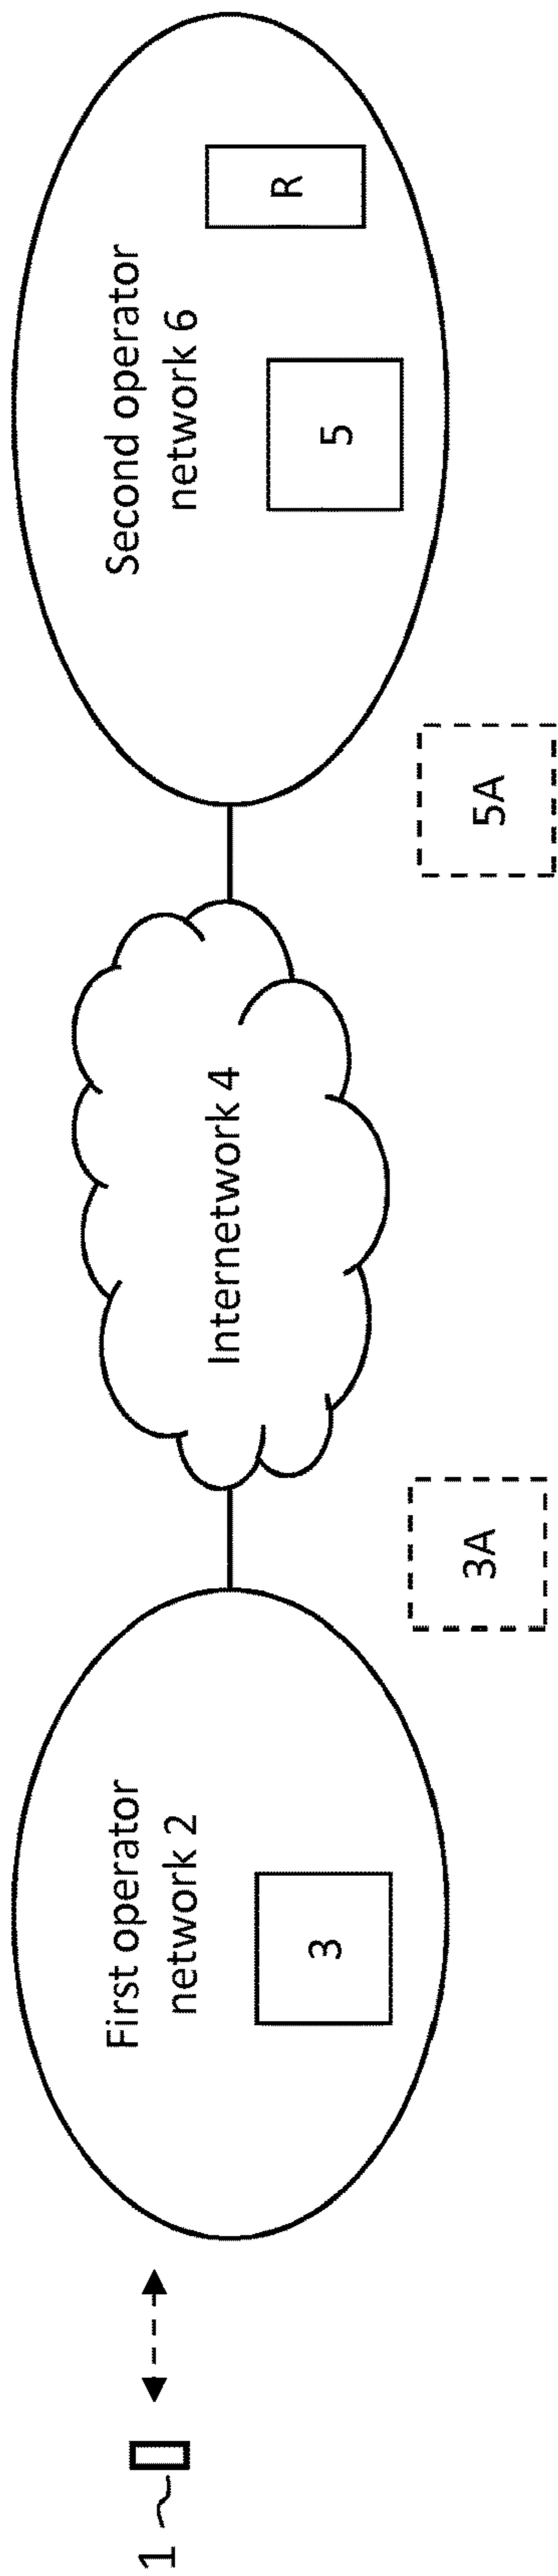 1
First operator
network 2
3
3A
Internetwork 4
5A
Second operator
network 6
5
R